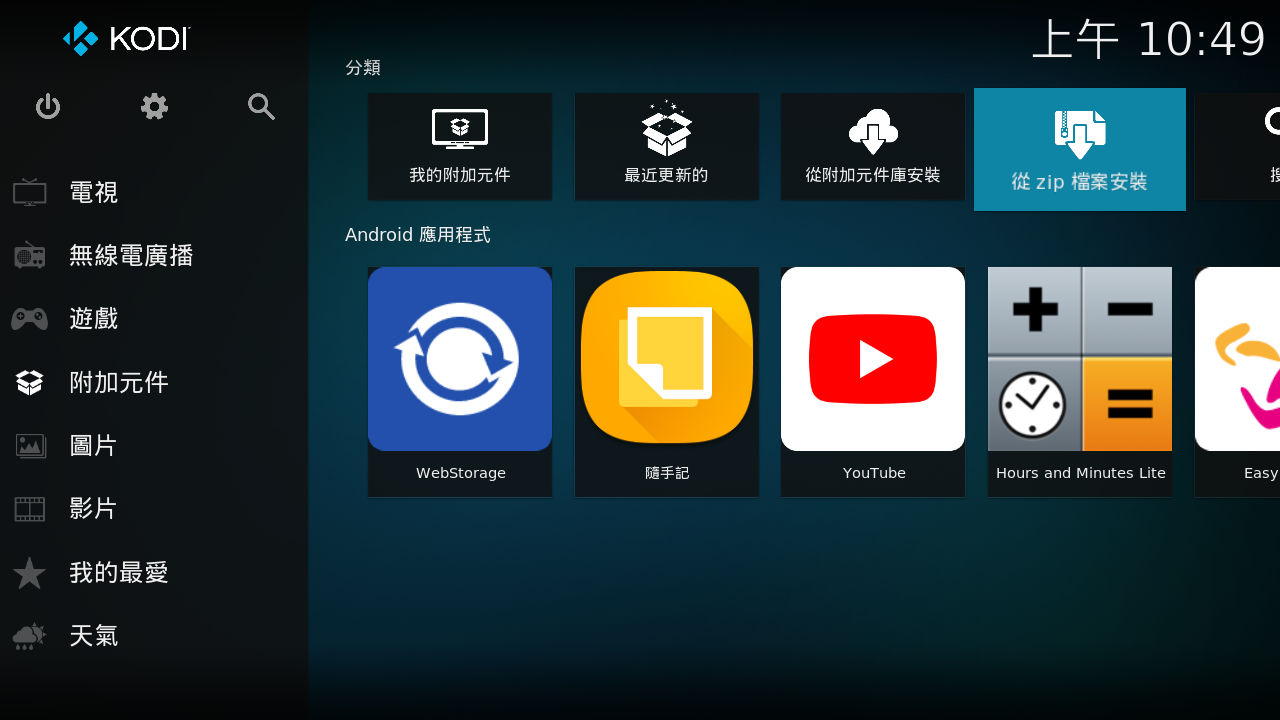 KODI
上午 10:49
分類
我的附加元件
最近更新的
從附加元件庫安裝
從 zip 檔案安裝
電視
無線電廣播
遊戲
附加元件
圖片
影片
我的最愛
天氣
Android 應用程式
WebStorage
隨手記
YouTube
Hours and Minutes Lite
Easy